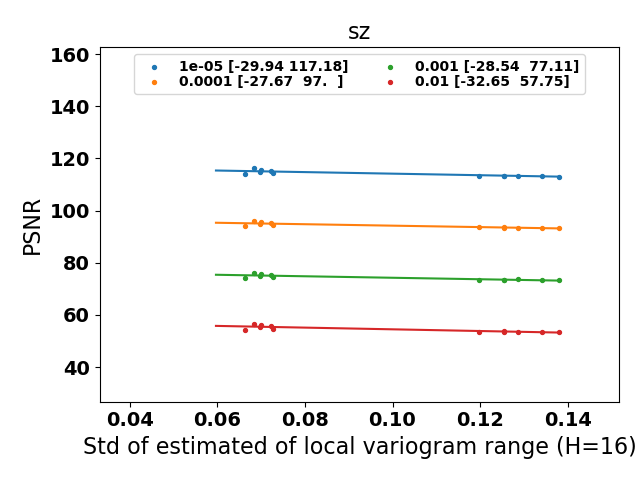 sz
1e-05 [-29.94 117.18]
0.0001 [-27.67  97.  ]
0.001 [-28.54  77.11]
0.01 [-32.65  57.75]
PSNR
160
140
120
100
80
60
40
0.04 0.06 0.08 0.10 0.12 0.14
Std of estimated of local variogram range (H=16)